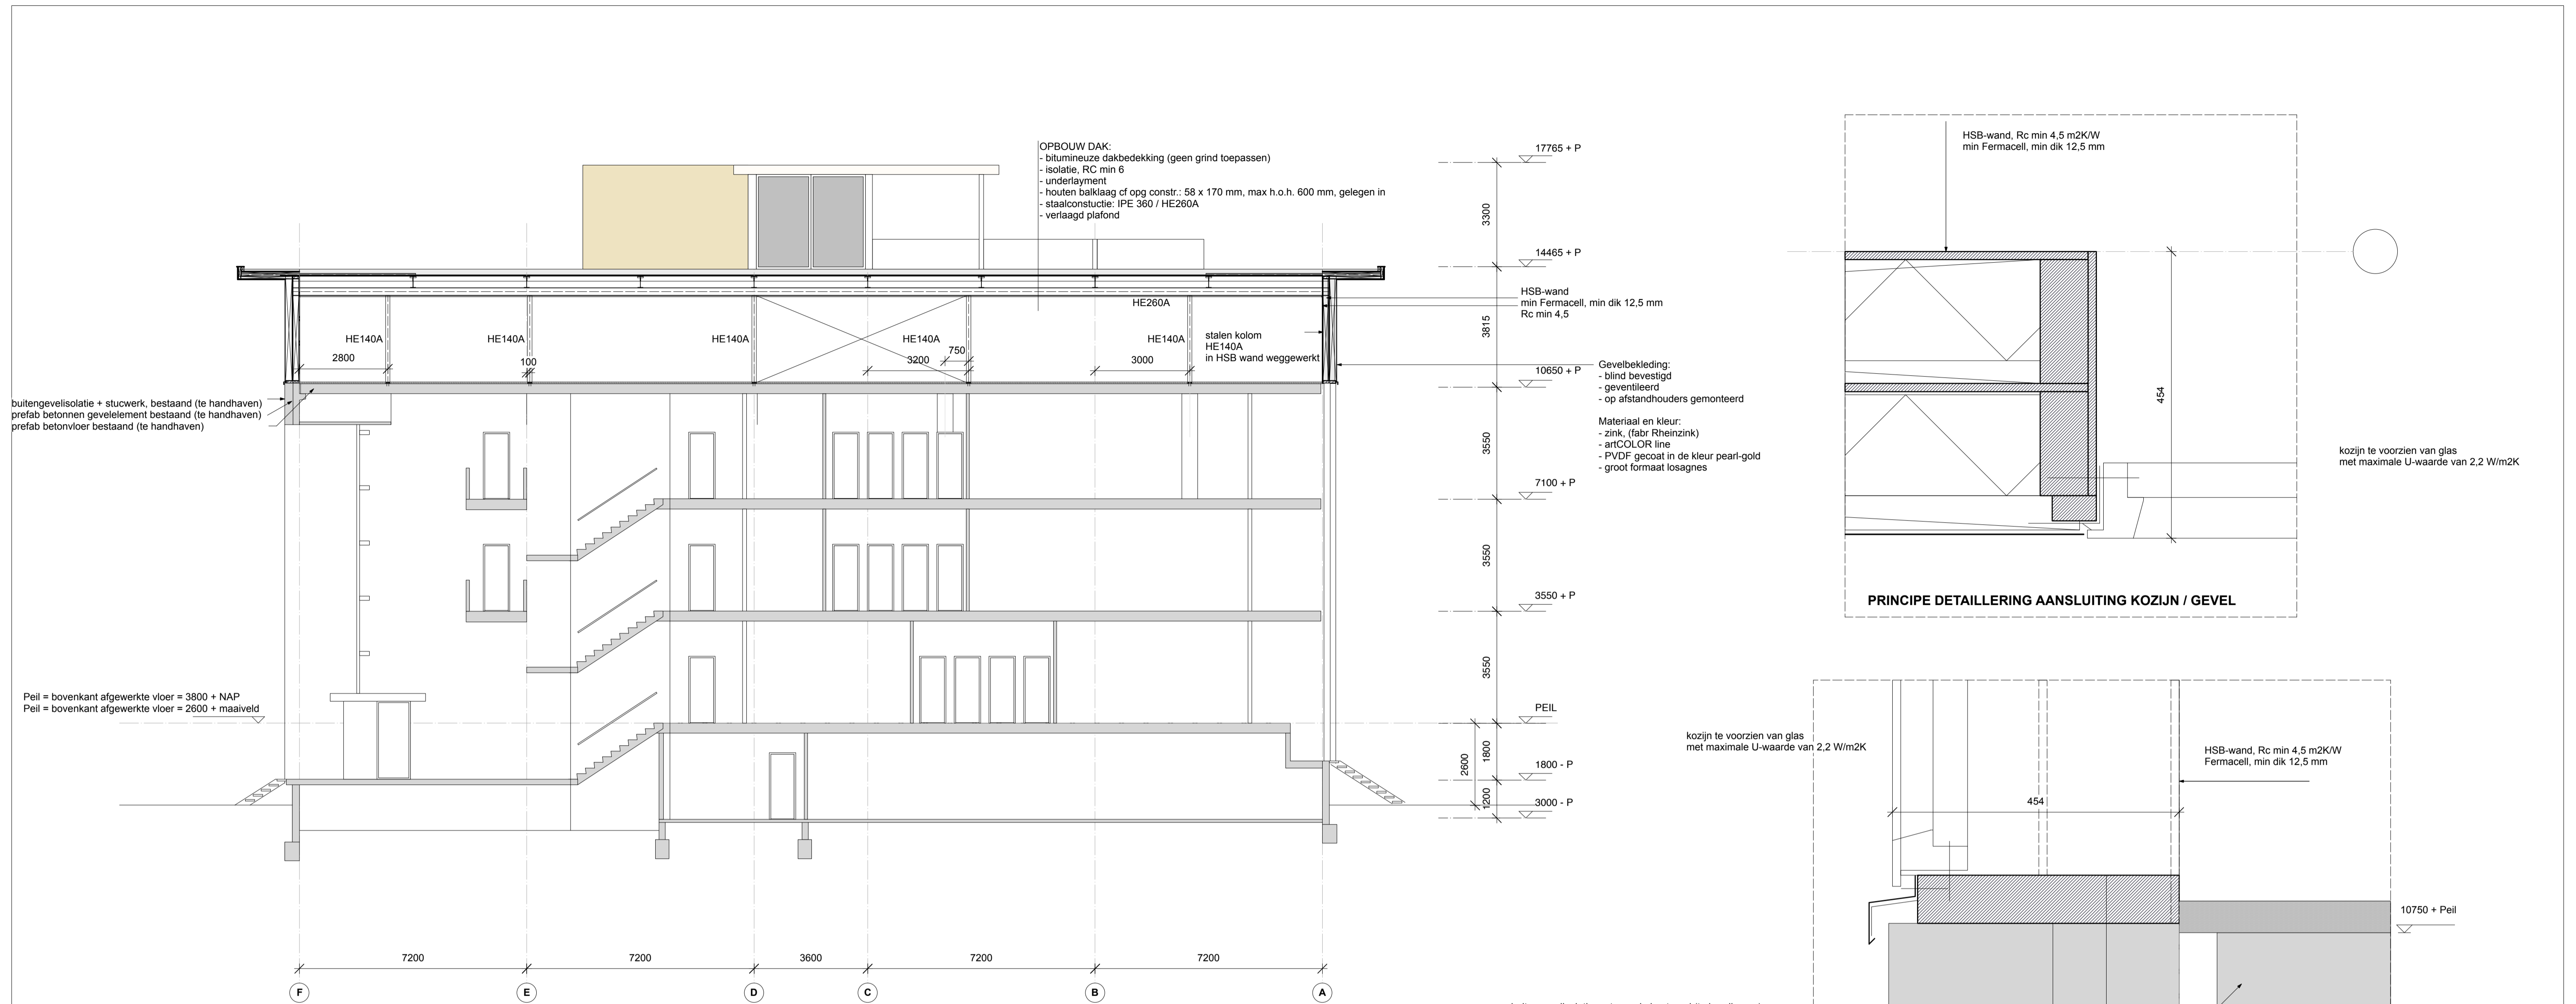 OPBOUW DAK:
- bitumineuze dakbedekking (geen grind toepassen)
- isolatie, RC min 6
- underlayment
- houten balklaag cf opg constr.: 58 x 170 mm, max h.o.h. 600 mm, gelegen in
- staalconstuctie: IPE 360 / HE260A
- verlaagd plafond
17765 + P
3300
14465 + P
HE260A
HSB-wand
min Fermacell, min dik 12,5 mm
Rc min 4,5
3815
HE140A
HE140A
HE140A
HE140A
HE140A
stalen kolom
HE140A
in HSB wand weggewerkt
2800
100
3200
750
3000
Gevelbekleding:
- blind bevestigd
- geventileerd
- op afstandhouders gemonteerd
Materiaal en kleur:
- zink, (fabr Rheinzink)
- artCOLOR line
- PVDF gecoat in de kleur pearl-gold
- groot formaat losagnes
10650 + P
buitengevelisolatie + stucwerk, bestaand (te handhaven)
prefab betonnen gevelelement bestaand (te handhaven)
prefab betonvloer bestaand (te handhaven)
3550
7100 + P
3550
3550 + P
3550
Peil = bovenkant afgewerkte vloer = 3800 + NAP
Peil = bovenkant afgewerkte vloer = 2600 + maaiveld
PEIL
2600
1800
1800 - P
1200
3000 - P
7200
7200
3600
7200
7200
F
E
D
C
B
A
HSB-wand, Rc min 4,5 m2K/W
min Fermacell, min dik 12,5 mm
454
kozijn te voorzien van glas
met maximale U-waarde van 2,2 W/m2K
PRINCIPE DETAILLERING AANSLUITING KOZIJN / GEVEL
kozijn te voorzien van glas
met maximale U-waarde van 2,2 W/m2K
HSB-wand, Rc min 4,5 m2K/W
Fermacell, min dik 12,5 mm
454
10750 + Peil